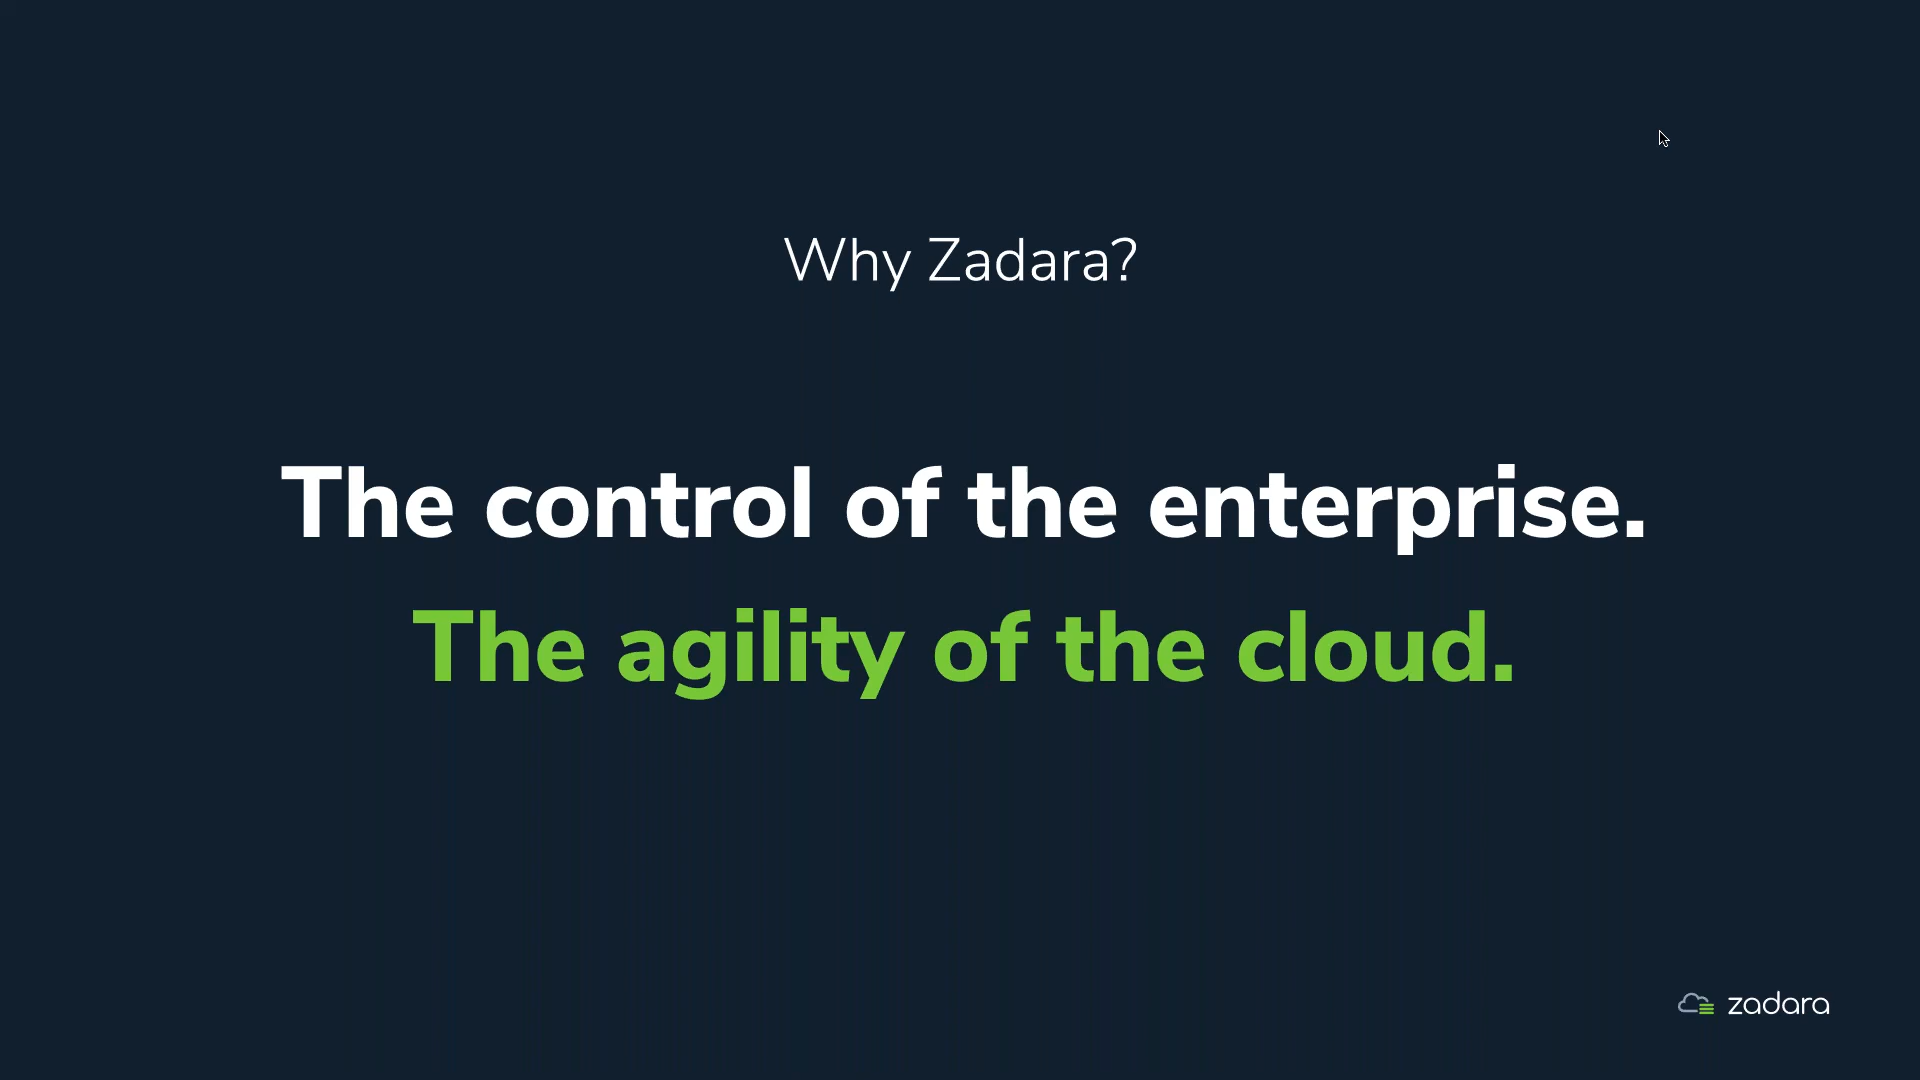 Why Zadara?
The control of the enterprise.
The agility of the cloud.
zadara